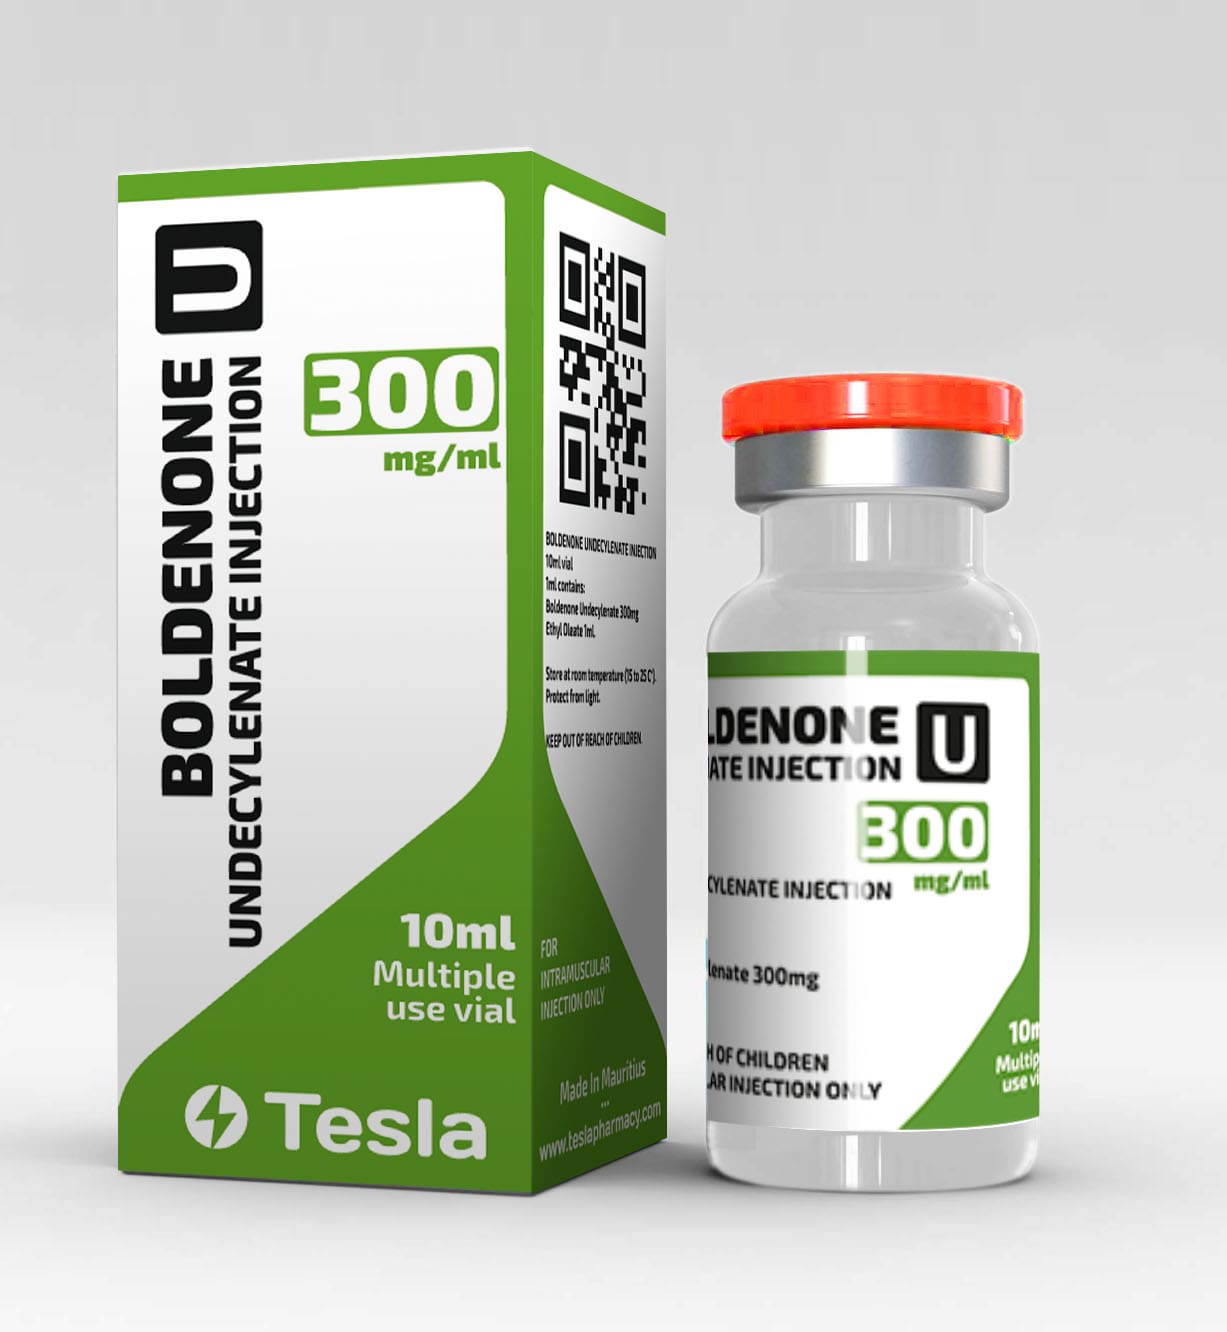 BOLDENONE U
UNDECYLENATE INJECTION
300
mg/ml
10ml
Multiple
use vial
Tesla
BOLDENONE UNDECYLENATE INJECTION
10ml vial
1ml contains:
Boldenone Undecylenate 300mg
Ethyl Oleate 1ml.
Store at room temperature (15 to 25 C°).
Protect from light.
KEEP OUT OF REACH OF CHILDREN.
FOR
INTRAMUSCULAR
INJECTION ONLY
Made In Mauritius
...
www.teslapharmacy.com
LDENONE U
ATE INJECTION
300
mg/ml
CYLENATE INJECTION
lenate 300mg
H OF CHILDREN
LAR INJECTION ONLY
10m
Multip
use vi